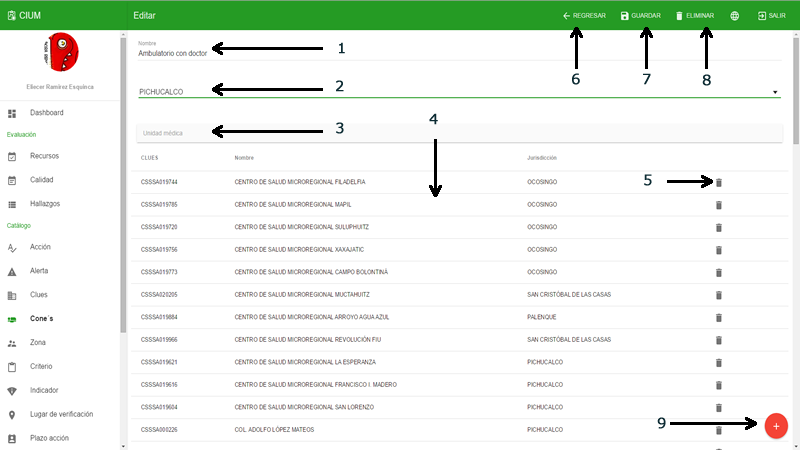 CIUM
Editar
REGRESAR
GUARDAR
ELIMINAR
SALIR
Eliecer Ramírez Esquinca
Dashboard
Evaluación
Recursos
Calidad
Hallazgos
Catálogo
Acción
Alerta
Clues
Cone´s
Zona
Criterio
Indicador
Lugar de verificación
Plazo acción
6
7
8
Nombre
Ambulatorio con doctor
1
PICHUCALCO
2
Unidad médica
3
4
CLUES Nombre Jurisdicción
CSSSA019744 CENTRO DE SALUD MICROREGIONAL FILADELFIA OCOSINGO
5
CSSSA019785 CENTRO DE SALUD MICROREGIONAL MAPIL OCOSINGO
CSSSA019720 CENTRO DE SALUD MICROREGIONAL SULUPHUITZ OCOSINGO
CSSSA019756 CENTRO DE SALUD MICROREGIONAL XAXAJATIC OCOSINGO
CSSSA019773 CENTRO DE SALUD MICROREGIONAL CAMPO BOLONTINÁ OCOSINGO
CSSSA020205 CENTRO DE SALUD MICROREGIONAL MUCTAHUITZ SAN CRISTÓBAL DE LAS CASAS
CSSSA019884 CENTRO DE SALUD MICROREGIONAL ARROYO AGUA AZUL PALENQUE
CSSSA019966 CENTRO DE SALUD MICROREGIONAL REVOLUCIÓN FIU SAN CRISTÓBAL DE LAS CASAS
CSSSA019621 CENTRO DE SALUD MICROREGIONAL LA ESPERANZA PICHUCALCO
CSSSA019616 CENTRO DE SALUD MICROREGIONAL FRANCISCO I. MADERO PICHUCALCO
CSSSA019604 CENTRO DE SALUD MICROREGIONAL SAN LORENZO PICHUCALCO
CSSSA000226 COL. ADOLFO LÓPEZ MATEOS PICHUCALCO
9
+